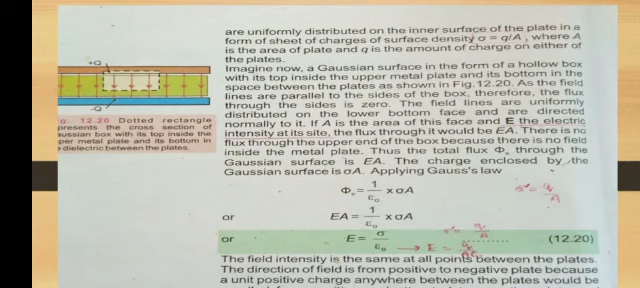 are uniformly distributed on the inner surface of the plate in a
form of sheet of charges of surface density σ = q/A , where A
is the area of plate and q is the amount of charge on either of
the plates.
Imagine now, a Gaussian surface in the form of a hollow box
with its top inside the upper metal plate and its bottom in the
space between the plates as shown in Fig.12.20. As the field
lines are parallel to the sides of the box, therefore, the flux
through the sides is zero. The field lines are uniformly
distributed on the lower bottom face and are directed
normally to it. If A is the area of this face and E the electric
intensity at its site, the flux through it would be EA. There is no
flux through the upper end of the box because there is no field
inside the metal plate. Thus the total flux Φₑ through the
Gaussian surface is EA. The charge enclosed by the
Gaussian surface is σA. Applying Gauss's law
Φₑ = 1/ε₀ x σA
σ = q/A
or EA = 1/ε₀ x σA
σ = q/A
or E = σ/ε₀ .......... (12.20)
→ E = q/Aε₀
The field intensity is the same at all points between the plates.
The direction of field is from positive to negative plate because
a unit positive charge anywhere between the plates would be
+Q
-Q
g. 12.20 Dotted rectangle
presents the cross section of
aussian box with its top inside the
per metal plate and its bottom in
dielectric between the plates.